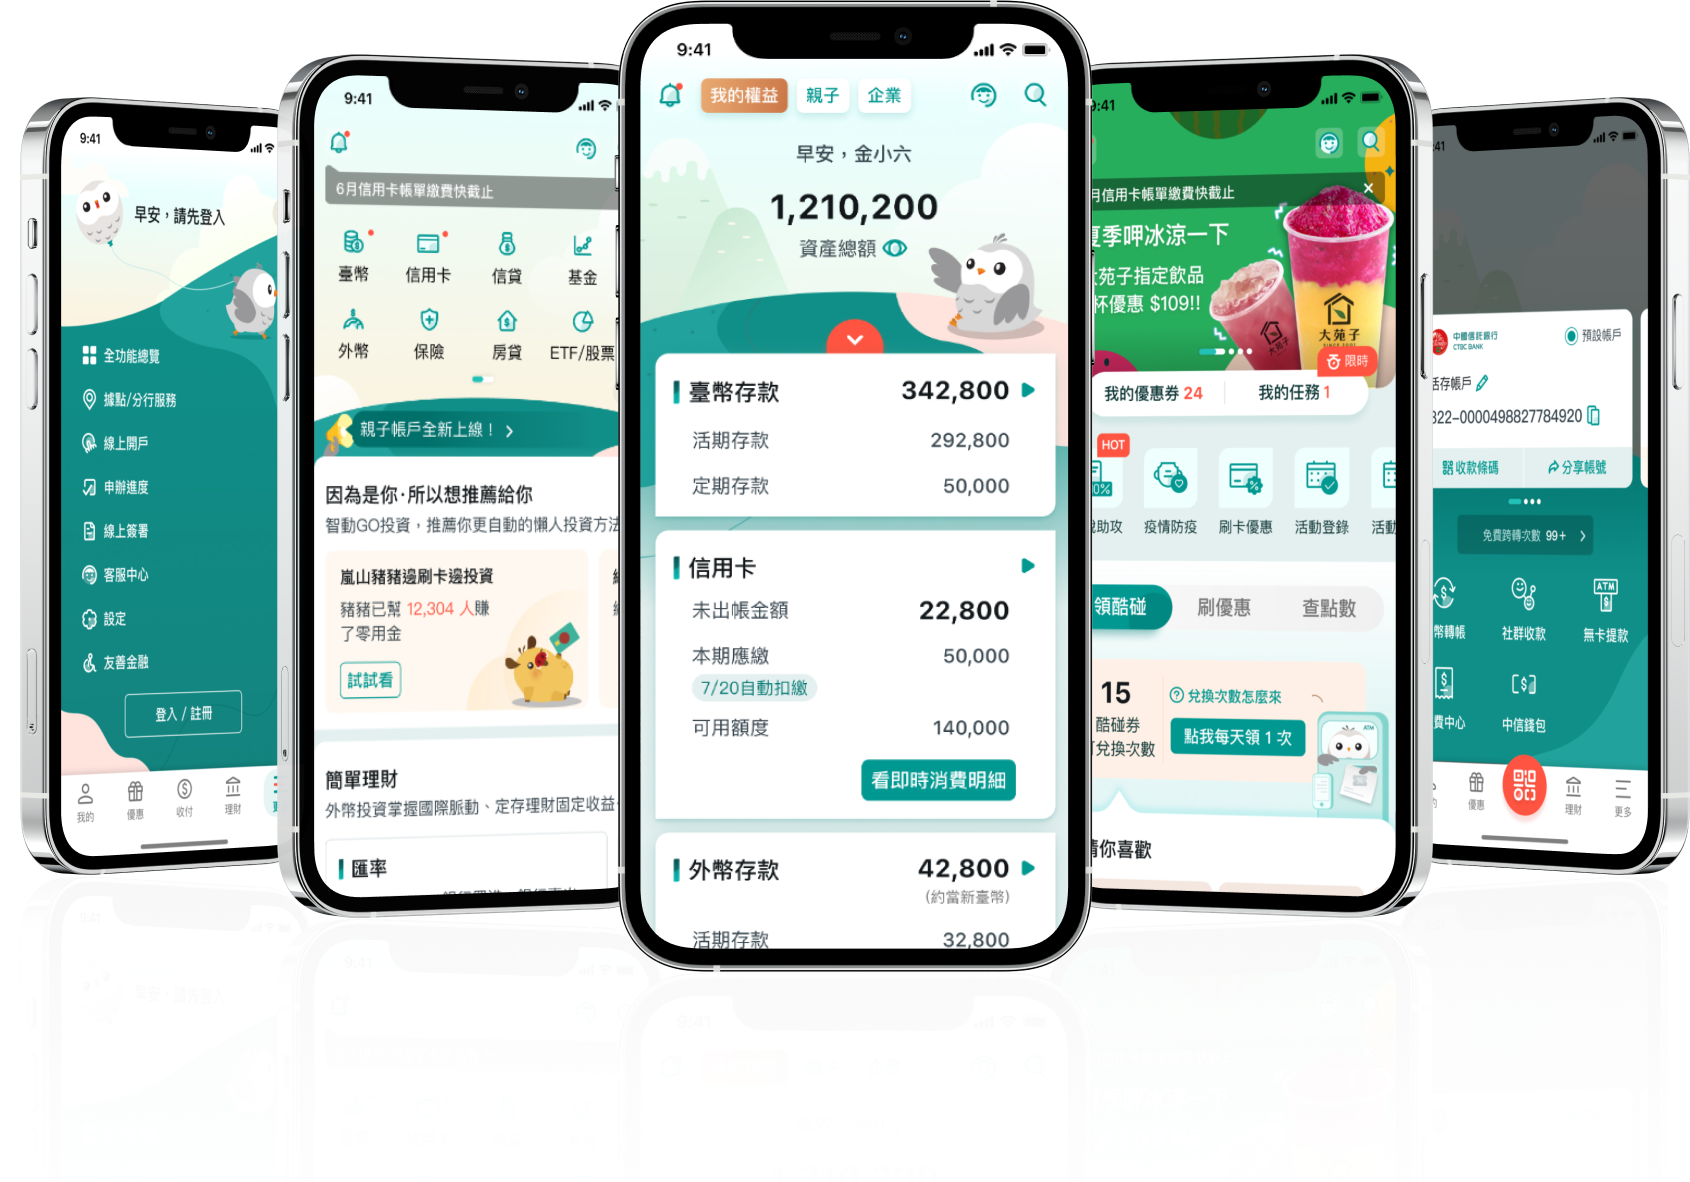 9:41
早安，請先登入
全功能總覽
據點/分行服務
線上開戶
申辦進度
線上簽署
客服中心
設定
友善金融
登入 / 註冊
我的
優惠
收付
理財
9:41
6月信用卡帳單繳費快截止
臺幣
信用卡
信貸
基金
外幣
保險
房貸
ETF/股票
親子帳戶全新上線！
因為是你·所以想推薦給你
智動GO投資，推薦你更自動的懶人投資方法
嵐山豬豬邊刷卡邊投資
豬豬已幫 12,304 人賺
了零用金
試試看
簡單理財
外幣投資掌握國際脈動、定存理財固定收益
匯率
9:41
我的權益
親子
企業
早安，金小六
1,210,200
資產總額
臺幣存款
342,800
活期存款
292,800
定期存款
50,000
信用卡
未出帳金額
22,800
本期應繳
50,000
7/20自動扣繳
可用額度
140,000
看即時消費明細
外幣存款
42,800
(約當新臺幣)
活期存款
32,800
9:41
月信用卡帳單繳費快截止
夏季呷冰涼一下
大苑子指定飲品
杯優惠 $109!!
大苑子
SINCE 2001
大苑子
限時
我的優惠券 24
我的任務 1
HOT
助攻
疫情防疫
刷卡優惠
活動登錄
活動
領酷碰
刷優惠
查點數
15
酷碰券
兌換次數
兌換次數怎麼來
點我每天領 1 次
ATM
猜你喜歡
:41
中國信託銀行
CTBC BANK
預設帳戶
活存帳戶
822-0000498827784920
收款條碼
分享帳號
免費跨轉次數 99+
幣轉帳
社群收款
ATM
無卡提款
費中心
中信錢包
優惠
理財
更多